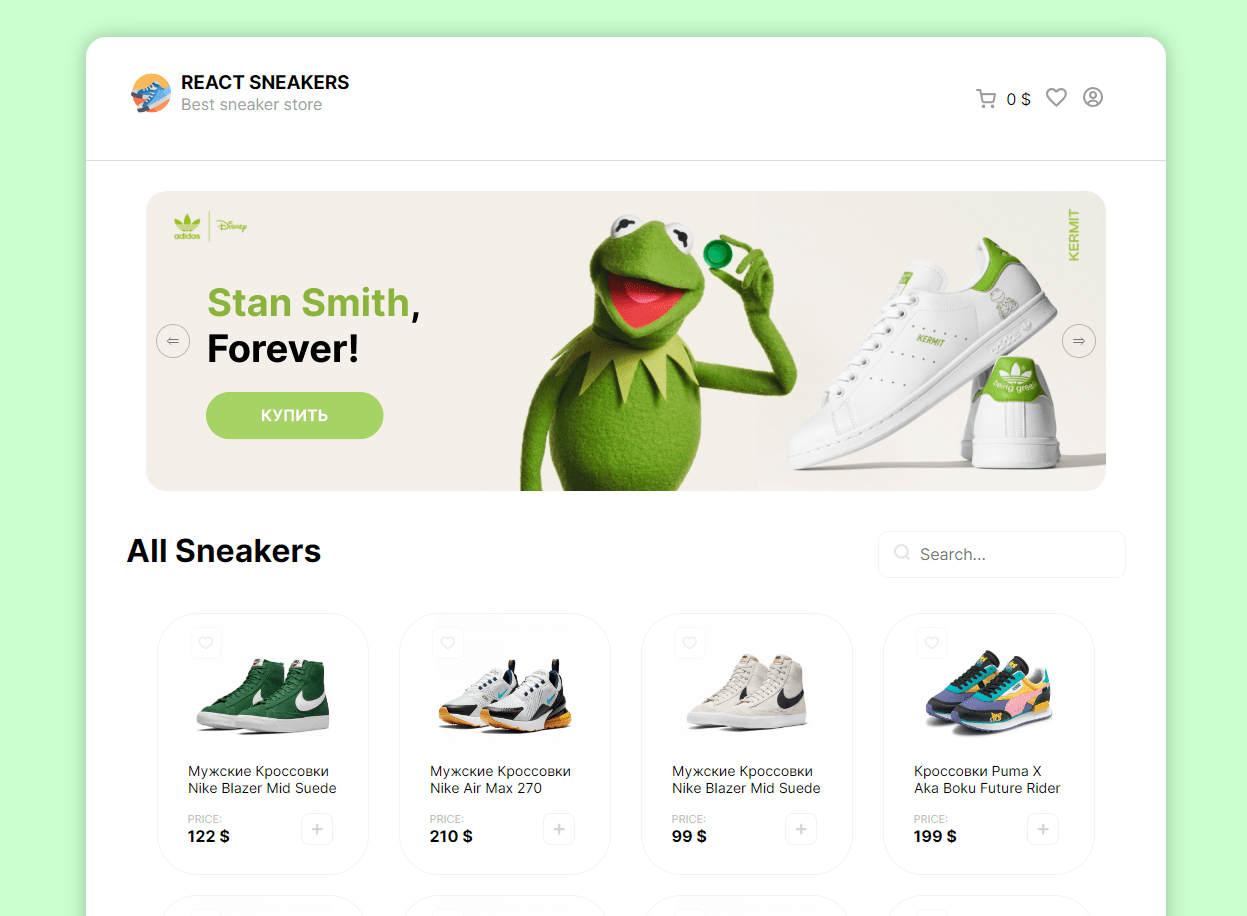 REACT SNEAKERS
Best sneaker store
0 $
adidas
Disney
KERMIT
Stan Smith,
Forever!
КУПИТЬ
KERMIT
being green
All Sneakers
Search...
Мужские Кроссовки
Nike Blazer Mid Suede
PRICE:
122 $
Мужские Кроссовки
Nike Air Max 270
PRICE:
210 $
Мужские Кроссовки
Nike Blazer Mid Suede
PRICE:
99 $
Кроссовки Puma X
Aka Boku Future Rider
PRICE:
199 $